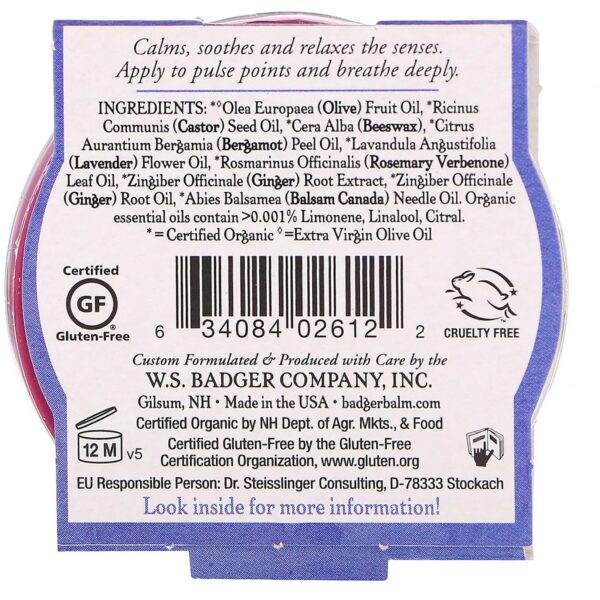 Calms, soothes and relaxes the senses.
Apply to pulse points and breathe deeply.
INGREDIENTS: *◊Olea Europaea (Olive) Fruit Oil, *Ricinus
Communis (Castor) Seed Oil, *Cera Alba (Beeswax), *Citrus
Aurantium Bergamia (Bergamot) Peel Oil, *Lavandula Angustifolia
(Lavender) Flower Oil, *Rosmarinus Officinalis (Rosemary Verbenone)
Leaf Oil, *Zingiber Officinale (Ginger) Root Extract, *Zingiber Officinale
(Ginger) Root Oil, *Abies Balsamea (Balsam Canada) Needle Oil. Organic
essential oils contain >0.001% Limonene, Linalool, Citral.
* = Certified Organic ◊=Extra Virgin Olive Oil
Certified
GF
®
Gluten-Free
6 34084 02612 2
CRUELTY FREE
Custom Formulated & Produced with Care by the
W.S. BADGER COMPANY, INC.
Gilsum, NH • Made in the USA • badgerbalm.com
Certified Organic by NH Dept. of Agr. Mkts., & Food
Certified Gluten-Free by the Gluten-Free
Certification Organization, www.gluten.org
12 M v5
EU Responsible Person: Dr. Steisslinger Consulting, D-78333 Stockach
Look inside for more information!